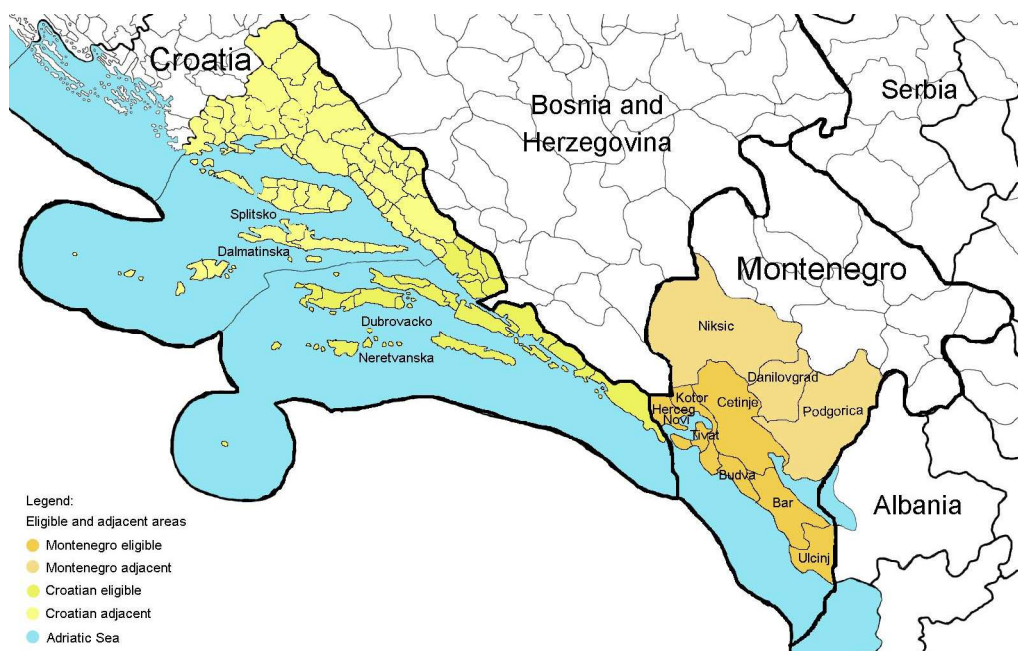 Croatia
Bosnia and
Herzegovina
Serbia
Splitsko
Dalmatinska
Montenegro
Dubrovacko
Neretvanska
Niksic
Danilovgrad
Kotor
Cetinje
Podgorica
Herceg
Novi
Tivat
Budva
Bar
Albania
Ulcinj
Legend:
Eligible and adjacent areas
Montenegro eligible
Montenegro adjacent
Croatian eligible
Croatian adjacent
Adriatic Sea